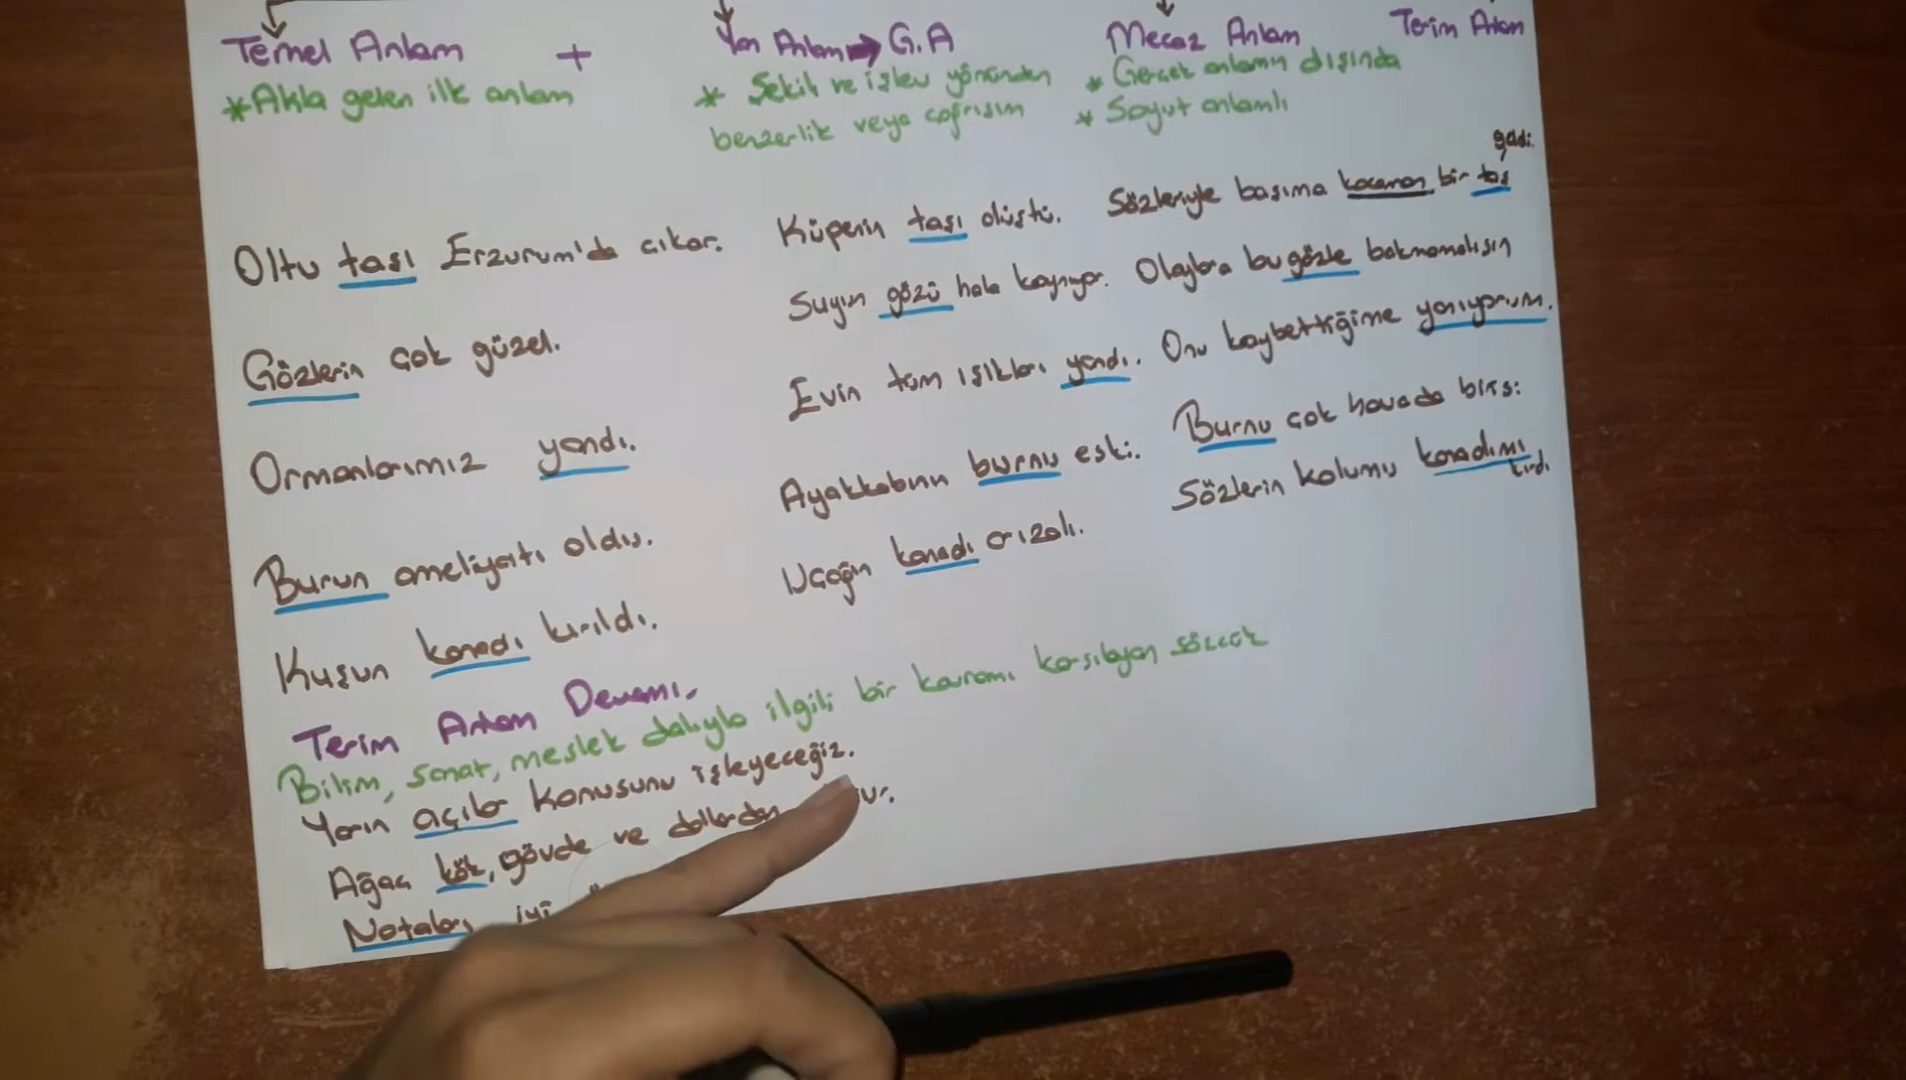 Temel Anlam + Yan Anlam → G.A Mecaz Anlam Terim Anlam
*Akla gelen ilk anlam
* Şekil ve işlev yönünden
benzerlik veya çağrışım
* Gerçek anlamın dışında
* Soyut anlamlı
Oltu taşı Erzurum'da çıkar.
Gözlerin çok güzel.
Ormanlarımız yandı.
Burun ameliyatı oldu.
Kuşun kanadı kırıldı.
Küpenin taşı düştü.
Suyun gözü hala kaynıyor.
Evin tüm ışıkları yandı.
Ayakkabının burnu eski.
Uçağın kanadı arızalı.
Sözleriyle başıma kocaman bir taş
Olaylara bu gözle bakmamalısın
Onu kaybettiğime yanıyorum.
Burnu çok havada birisi
Sözlerin kolumu kanadımı
kırdı
Terim Anlam Devamı
Bilim, sanat, meslek dalıyla ilgili bir kavramı karşılayan sözcük
Yarın açılar konusunu işleyeceğiz.
Ağaç kök, gövde ve dallardan
Notaları iyi